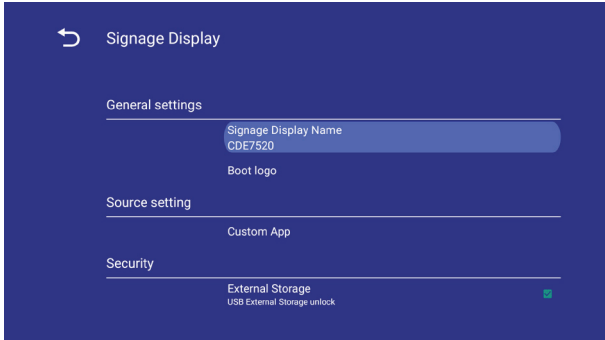 Signage Display
General settings
Signage Display Name
CDE7520
Boot logo
Source setting
Custom App
Security
External Storage
USB External Storage unlock